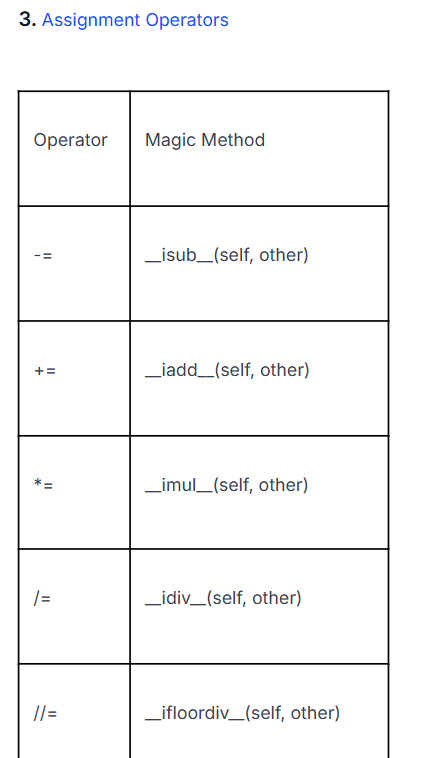 3. Assignment Operators
Operator Magic Method
-= __isub__(self, other)
+= __iadd__(self, other)
*= __imul__(self, other)
/= __idiv__(self, other)
//= __ifloordiv__(self, other)